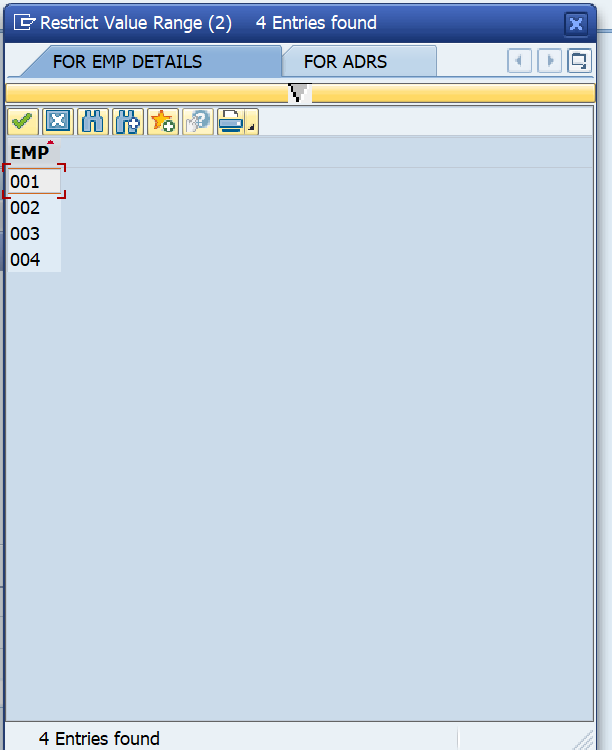 Restrict Value Range (2) 4 Entries found
FOR EMP DETAILS FOR ADRS
EMP
001
002
003
004
4 Entries found